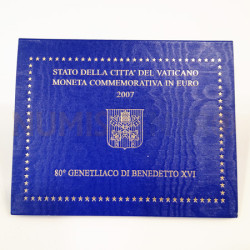 STATO DELLA CITTA' DEL VATICANO
MONETA COMMEMORATIVA IN EURO
2007
80° GENETLIACO DI BENEDETTO XVI